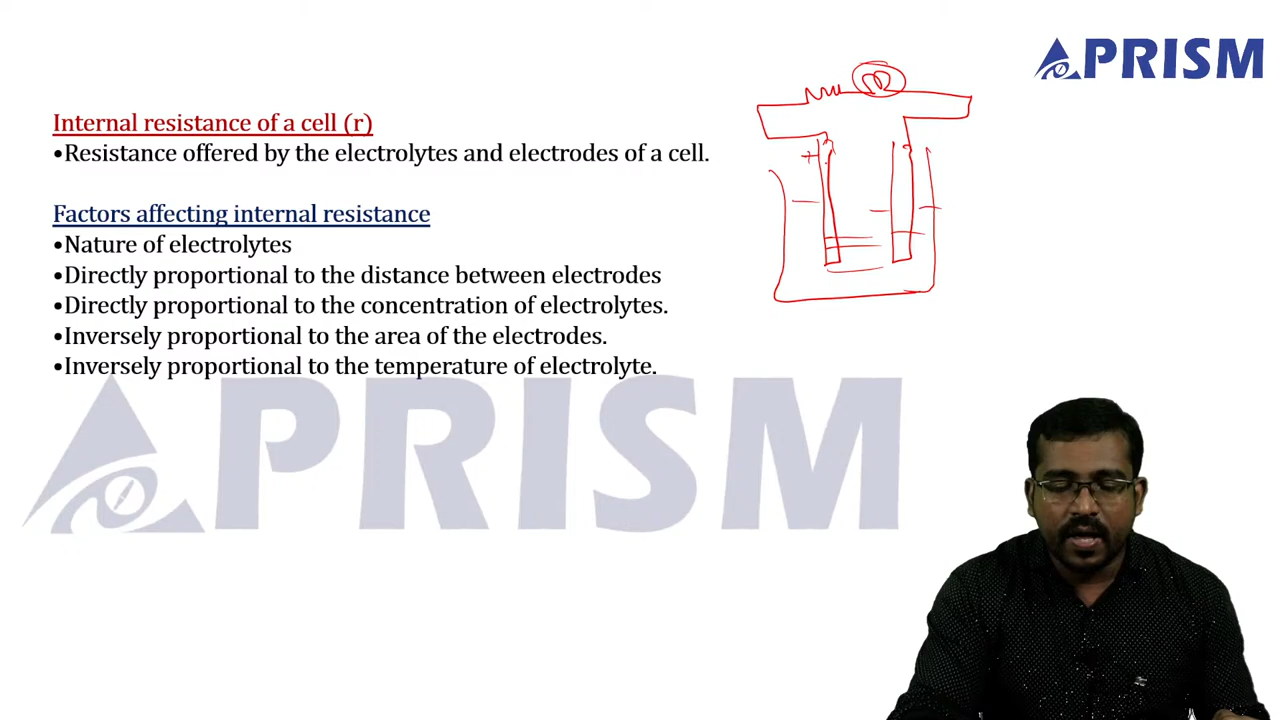 PRISM
Internal resistance of a cell (r)
•Resistance offered by the electrolytes and electrodes of a cell.
Factors affecting internal resistance
•Nature of electrolytes
•Directly proportional to the distance between electrodes
•Directly proportional to the concentration of electrolytes.
•Inversely proportional to the area of the electrodes.
•Inversely proportional to the temperature of electrolyte.
PRISM
+